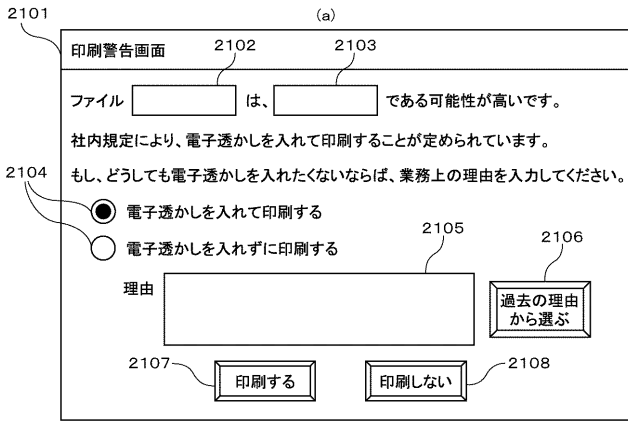 (a)
2101
印刷警告画面
2102
2103
ファイル は、 である可能性が高いです。
社内規定により、電子透かしを入れて印刷することが定められています。
もし、どうしても電子透かしを入れたくないならば、業務上の理由を入力してください。
2104
電子透かしを入れて印刷する
電子透かしを入れずに印刷する
2105
2106
理由
過去の理由
から選ぶ
2107
印刷する
印刷しない
2108